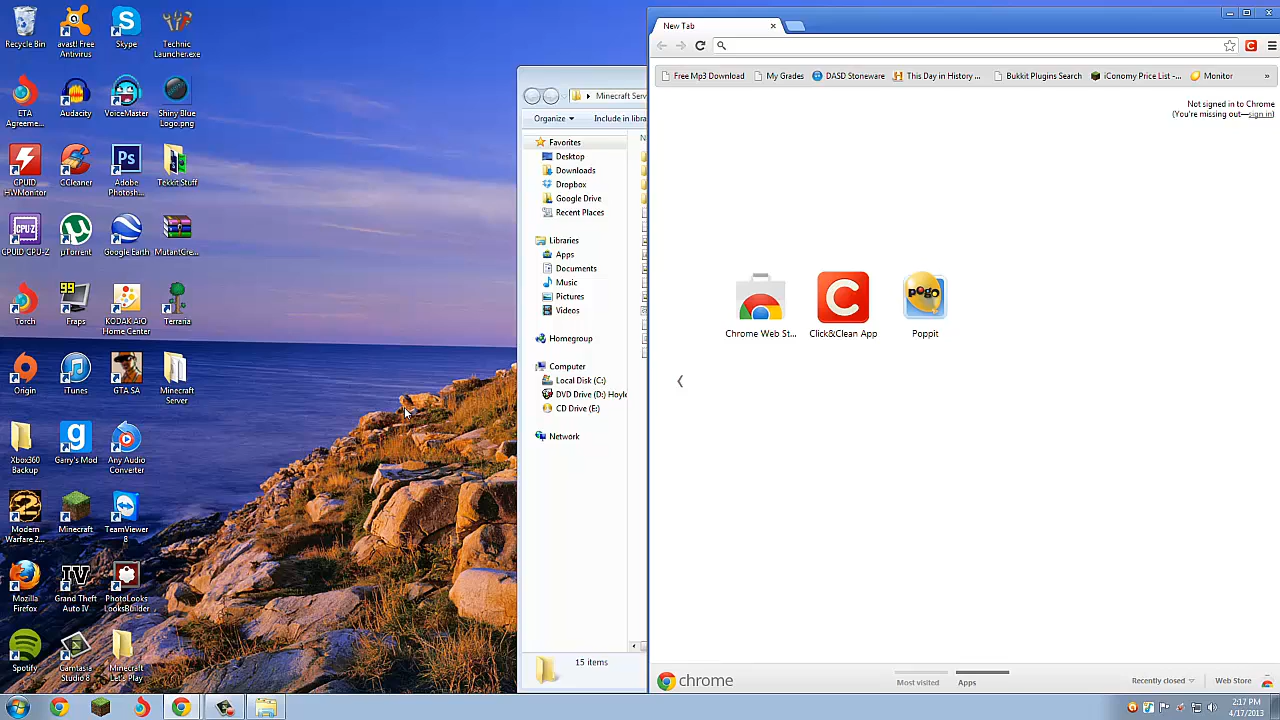 Recycle Bin
avast! Free
Antivirus
Skype
Technic
Launcher.exe
ETA
Agreeme...
Audacity
VoiceMaster
Shiny Blue
Logo.png
CPUID
HWMonitor
CCleaner
Ps
Adobe
Photosh...
Tekkit Stuff
CPU-Z
CPUID CPU-Z
µTorrent
Google Earth
MutantCre...
Torch
99
Fraps
KODAK AiO
Home Center
Terraria
Origin
iTunes
GTA SA
Minecraft
Server
Xbox360
Backup
Garry's Mod
Any Audio
Converter
Modern
Warfare 2...
Minecraft
TeamViewer
8
Mozilla
Firefox
IV
Grand Theft
Auto IV
PhotoLooks
LooksBuilder
Spotify
Camtasia
Studio 8
Minecraft
Let's Play
Minecraft Serv
Organize
Include in libra
Favorites
Desktop
Downloads
Dropbox
Google Drive
Recent Places
Libraries
Apps
Documents
Music
Pictures
Videos
Homegroup
Computer
Local Disk (C:)
DVD Drive (D:) Hoyle
CD Drive (E:)
Network
15 items
New Tab
Free Mp3 Download
My Grades
DASD Stoneware
This Day in History ...
Bukkit Plugins Search
iConomy Price List -...
Monitor
»
Not signed in to Chrome
(You're missing out—sign in)
Chrome Web St...
Click&Clean App
pogo
Poppit
chrome
Most visited
Apps
Recently closed
Web Store
2:17 PM
4/17/2013